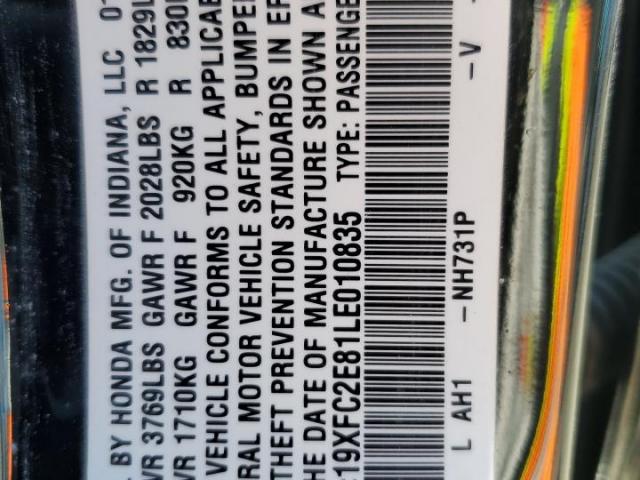 BY HONDA MFG. OF INDIANA, LLC 01
VR 3769LBS GAWR F 2028LBS R 1829L
VR 1710KG GAWR F 920KG R 830
VEHICLE CONFORMS TO ALL APPLICAB
RAL MOTOR VEHICLE SAFETY, BUMPE
THEFT PREVENTION STANDARDS IN EF
HE DATE OF MANUFACTURE SHOWN A
19XFC2E81LE010835 TYPE: PASSENGE
L AH1 -NH731P -V